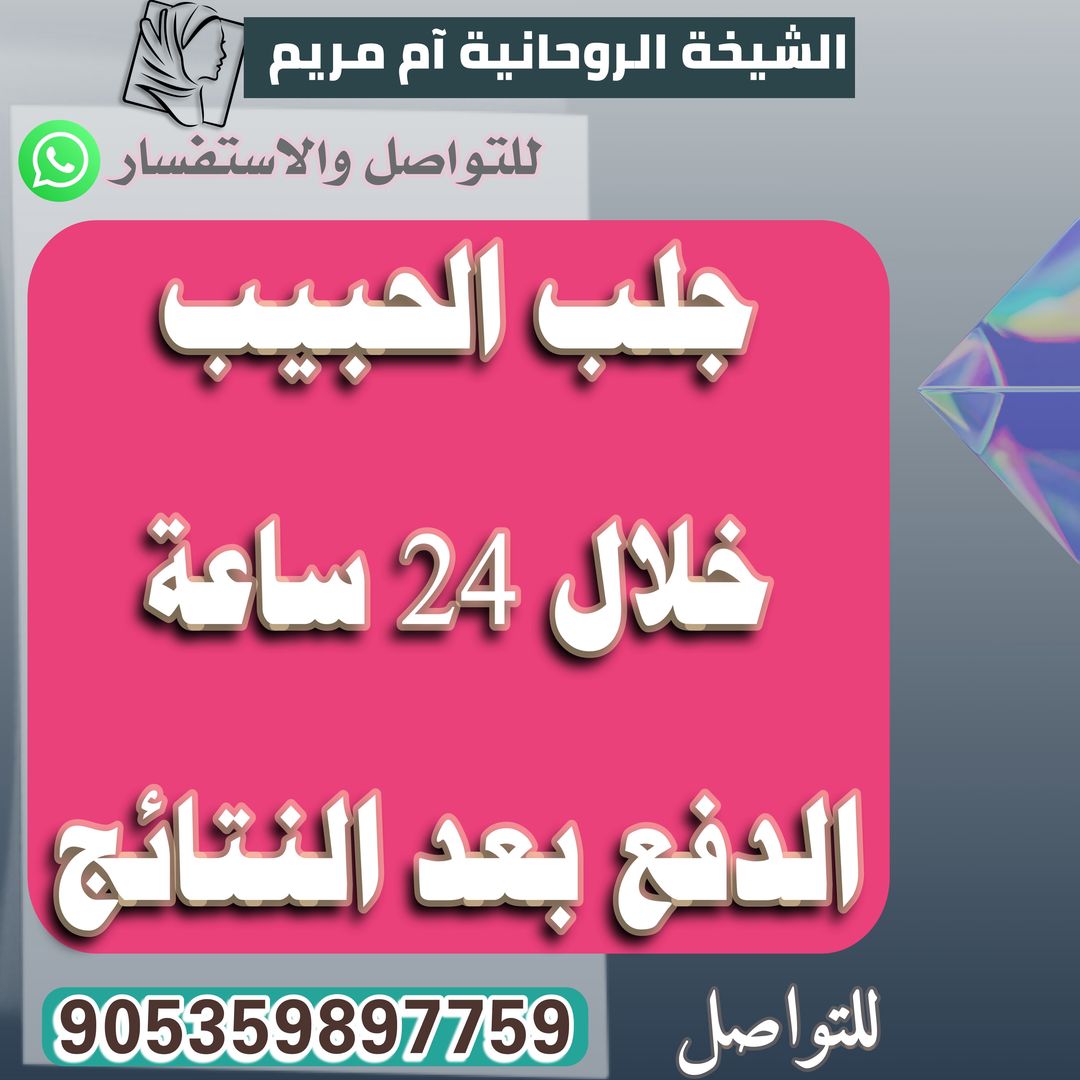 الشيخة الروحانية آم مريم
للتواصل والاستفسار
جلب الحبيب
خلال 24 ساعة
الدفع بعد النتائج
للتواصل 905359897759